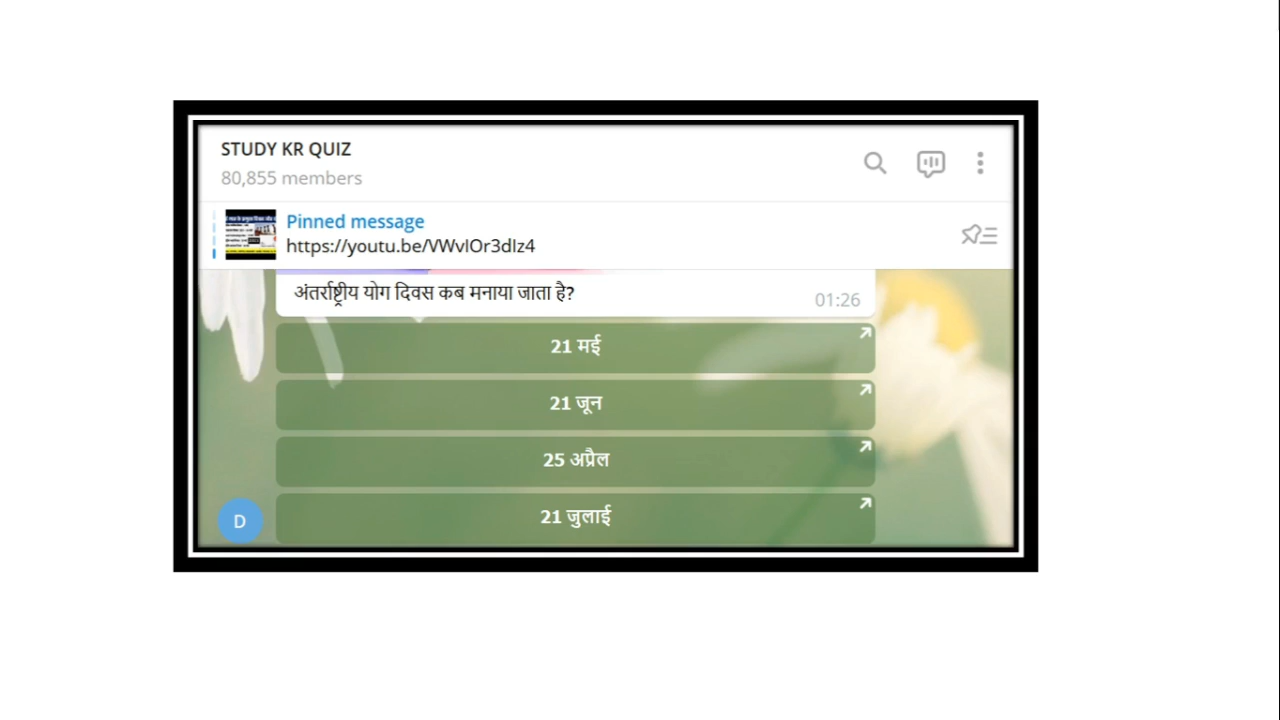 STUDY KR QUIZ
80,855 members
Pinned message
https://youtu.be/VWvIOr3dIz4
अंतर्राष्ट्रीय योग दिवस कब मनाया जाता है?
01:26
21 मई
21 जून
25 अप्रैल
21 जुलाई
D